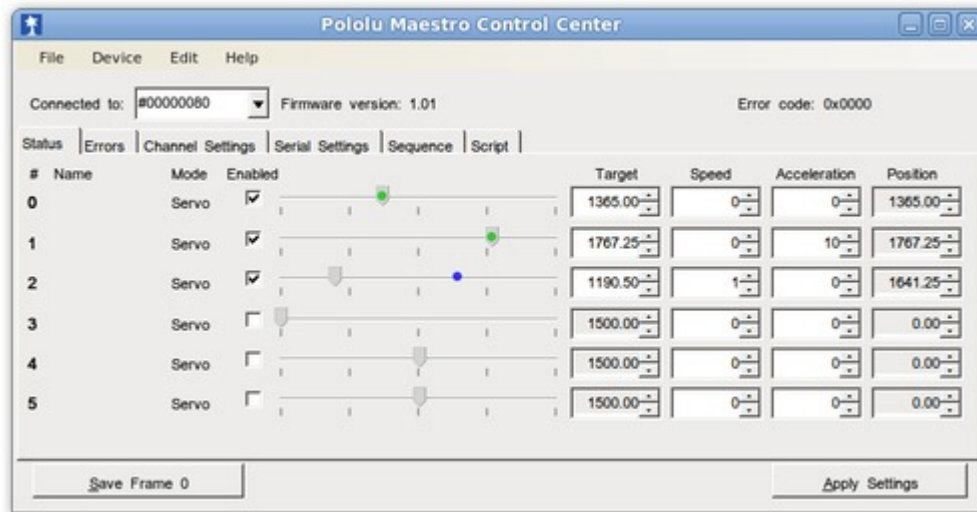 Pololu Maestro Control Center
File Device Edit Help
Connected to: #00000080 Firmware version: 1.01 Error code: 0x0000
Status Errors Channel Settings Serial Settings Sequence Script
# Name Mode Enabled Target Speed Acceleration Position
0 Servo 1365.00 0 0 1365.00
1 Servo 1767.25 0 10 1767.25
2 Servo 1190.50 1 0 1641.25
3 Servo 1500.00 0 0 0.00
4 Servo 1500.00 0 0 0.00
5 Servo 1500.00 0 0 0.00
Save Frame 0 Apply Settings